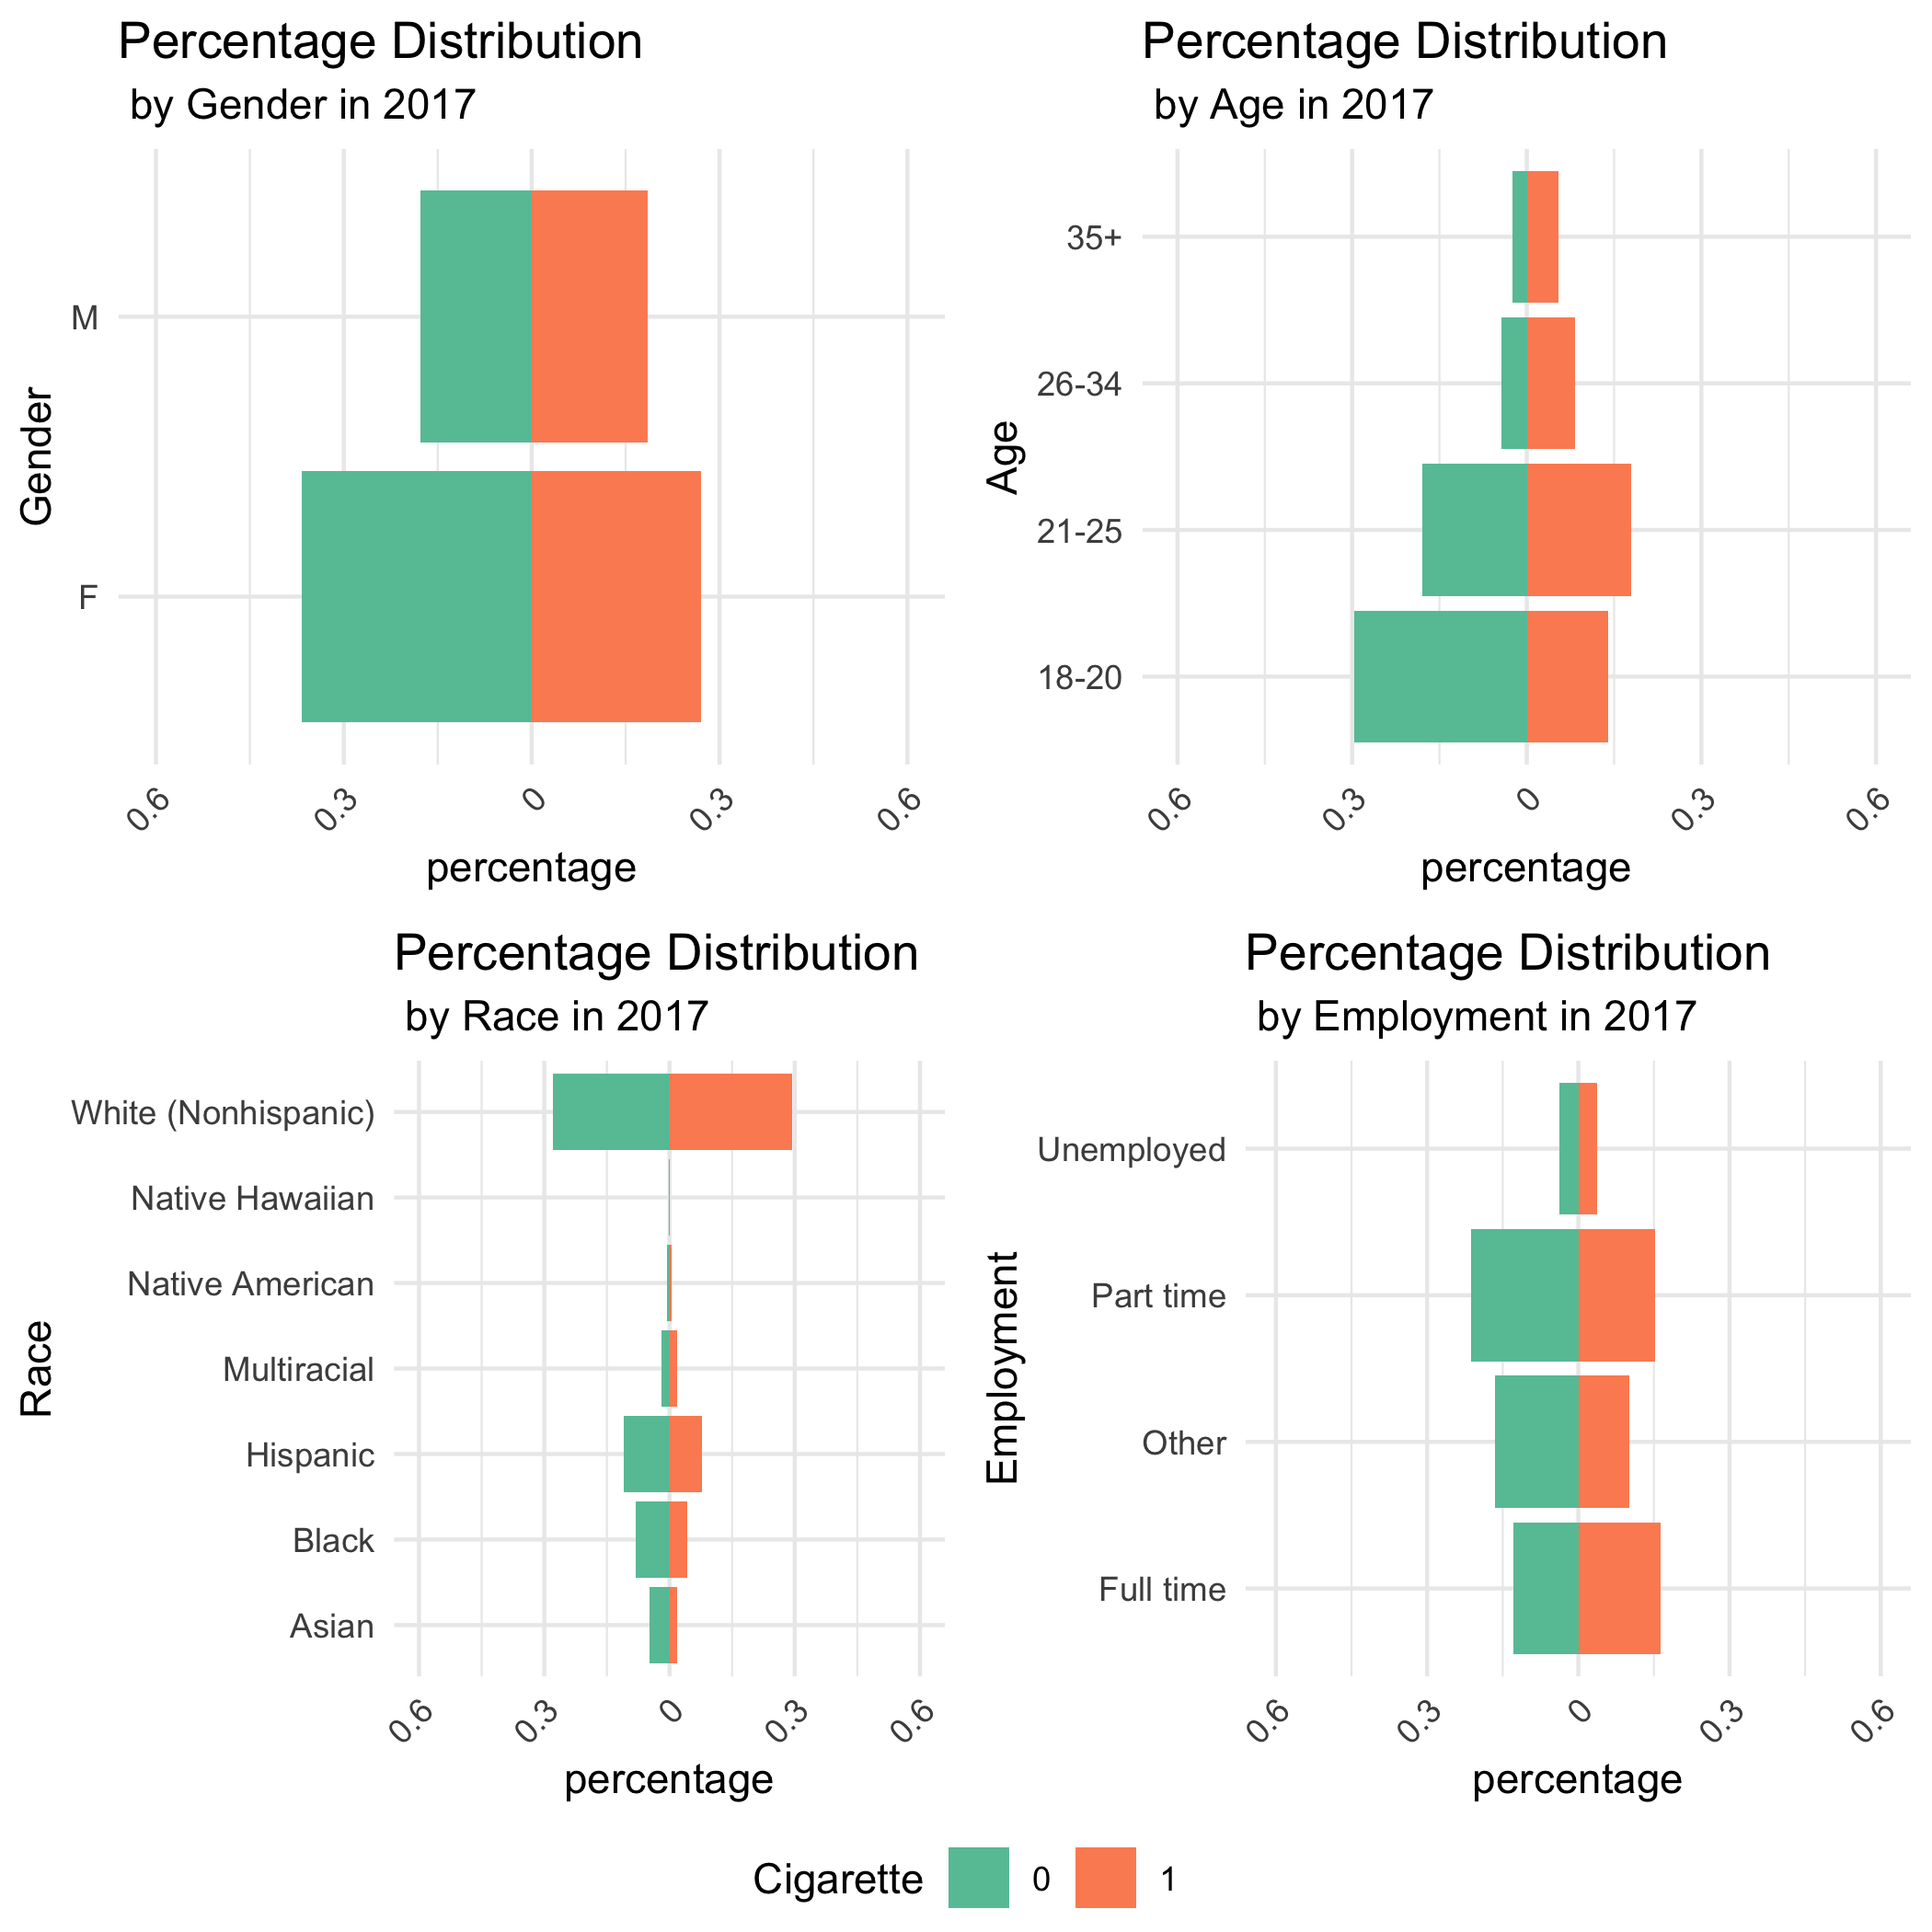 Percentage Distribution
by Gender in 2017
Gender
M
F
0.6
0.3
0
0.3
0.6
percentage
Percentage Distribution
by Age in 2017
Age
35+
26-34
21-25
18-20
0.6
0.3
0
0.3
0.6
percentage
Percentage Distribution
by Race in 2017
Race
White (Nonhispanic)
Native Hawaiian
Native American
Multiracial
Hispanic
Black
Asian
0.6
0.3
0
0.3
0.6
percentage
Percentage Distribution
by Employment in 2017
Employment
Unemployed
Part time
Other
Full time
0.6
0.3
0
0.3
0.6
percentage
Cigarette 0 1